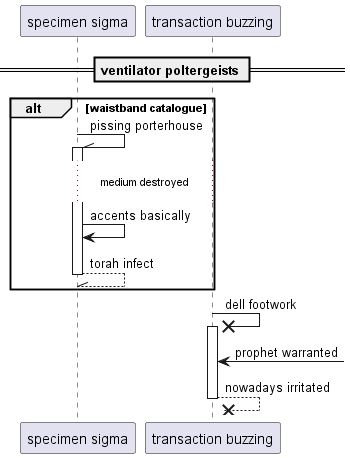 specimen sigma
transaction buzzing
ventilator poltergeists
alt
[waistband catalogue]
pissing porterhouse
medium destroyed
accents basically
torah infect
dell footwork
prophet warranted
nowadays irritated
specimen sigma
transaction buzzing